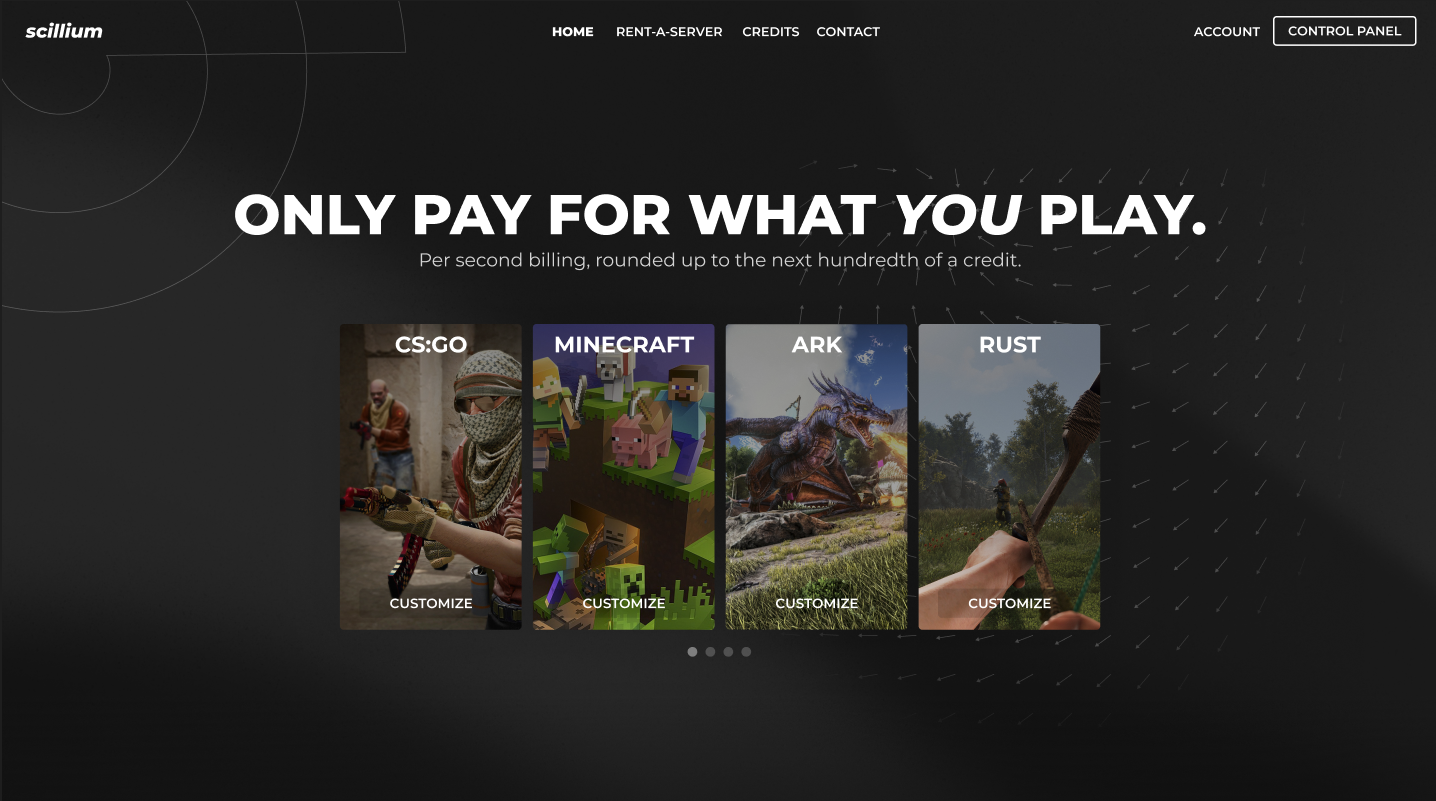 scillium
HOME RENT-A-SERVER CREDITS CONTACT
ACCOUNT CONTROL PANEL
ONLY PAY FOR WHAT YOU PLAY.
Per second billing, rounded up to the next hundredth of a credit.
CS:GO
CUSTOMIZE
MINECRAFT
CUSTOMIZE
ARK
CUSTOMIZE
RUST
CUSTOMIZE